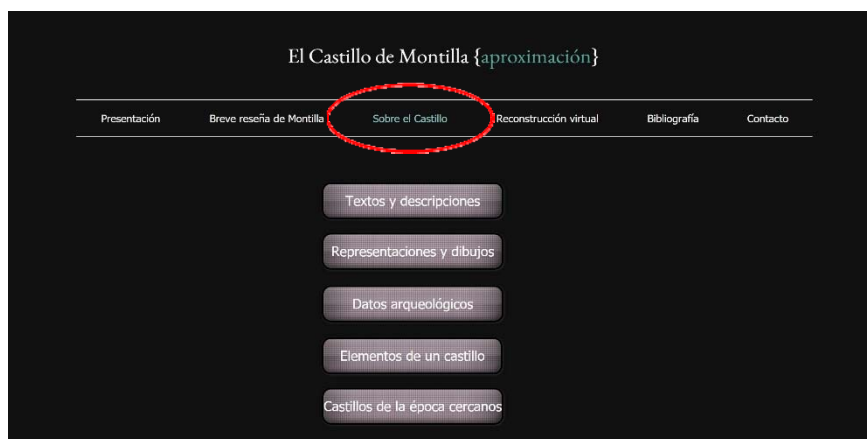 El Castillo de Montilla {aproximación}
Presentación Breve reseña de Montilla Sobre el Castillo Reconstrucción virtual Bibliografía Contacto
Textos y descripciones
Representaciones y dibujos
Datos arqueológicos
Elementos de un castillo
Castillos de la época cercanos